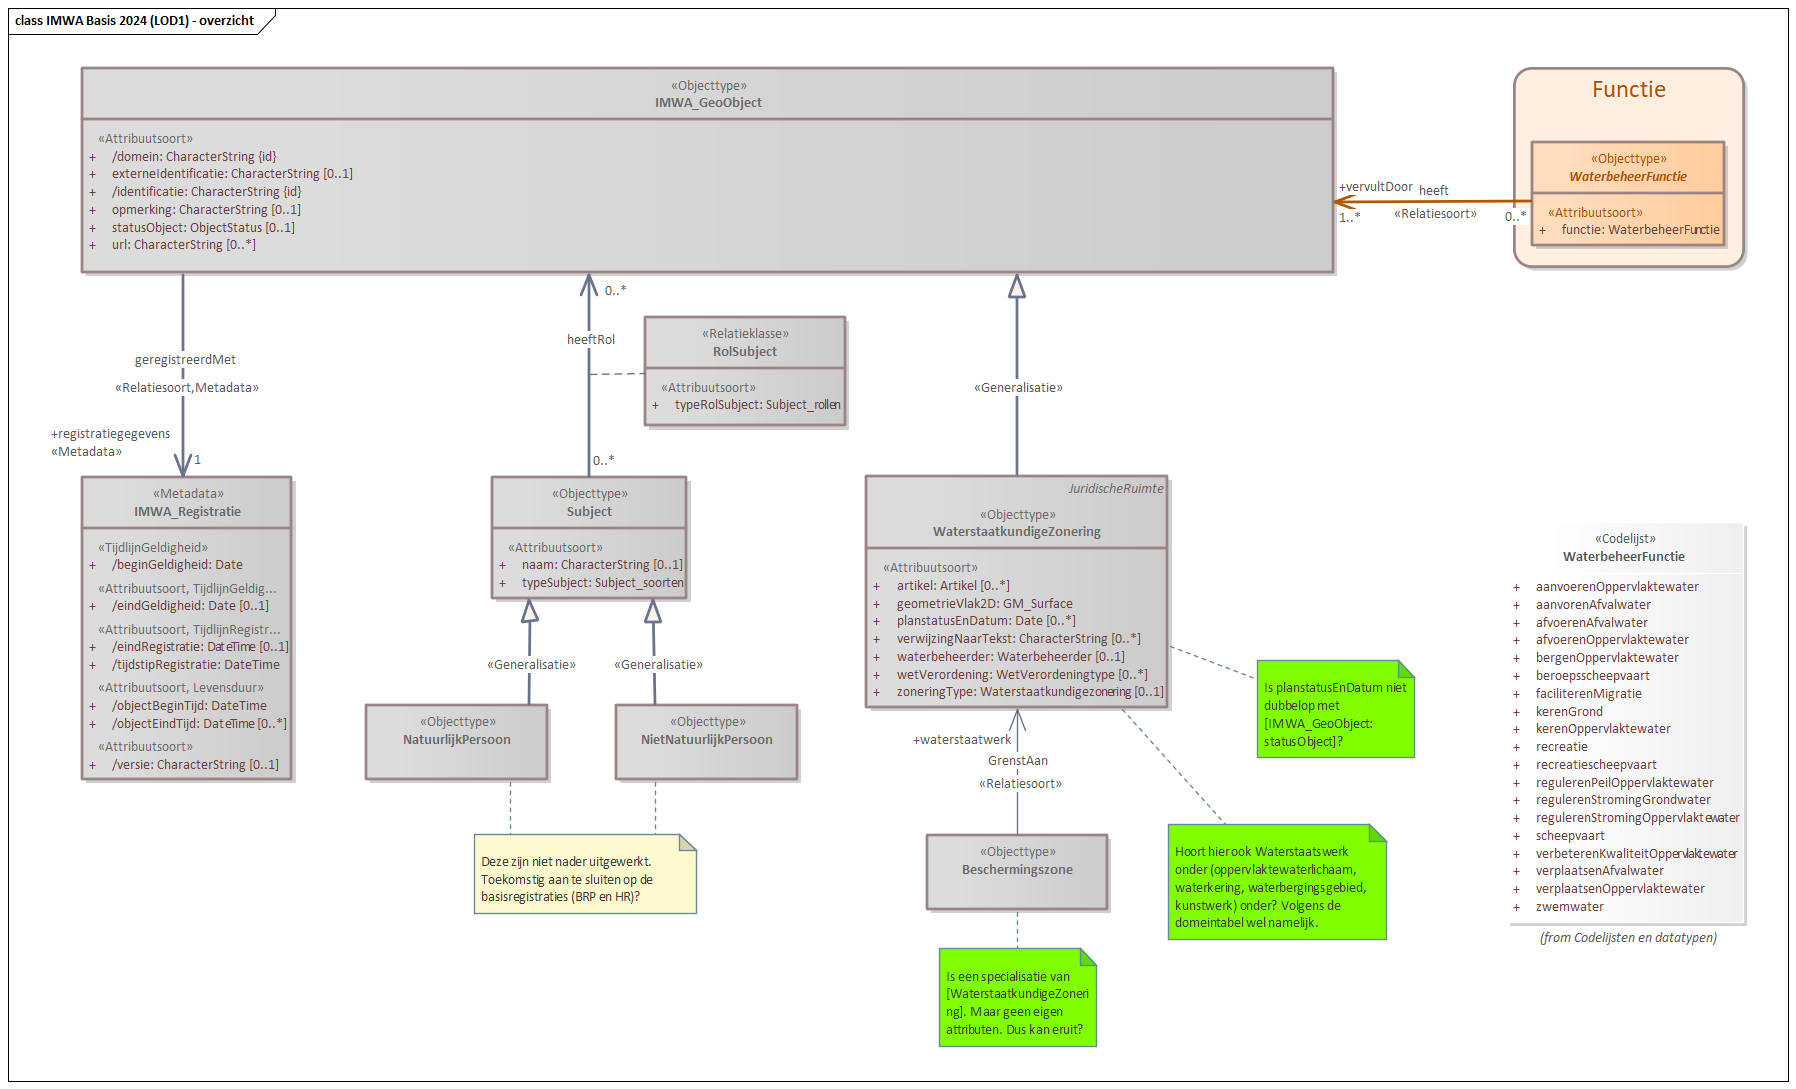 class IMWA Basis 2024 (LOD1) - overzicht
«Objecttype»
IMWA_GeoObject
«Attribuutsoort»
+ /domein: CharacterString {id}
+ externeIdentificatie: CharacterString [0..1]
+ /identificatie: CharacterString {id}
+ opmerking: CharacterString [0..1]
+ statusObject: ObjectStatus [0..1]
+ url: CharacterString [0..*]
Functie
«Objecttype»
WaterbeheerFunctie
«Attribuutsoort»
+ functie: WaterbeheerFunctie
+vervultDoor
heeft
1..*
«Relatiesoort»
0..*
geregistreerdMet
«Relatiesoort,Metadata»
+registratiegegevens
«Metadata»
1
0..*
heeftRol
0..*
«Relatieklasse»
RolSubject
«Attribuutsoort»
+ typeRolSubject: Subject_rollen
«Generalisatie»
«Metadata»
IMWA_Registratie
«TijdlijnGeldigheid»
+ /beginGeldigheid: Date
«Attribuutsoort, TijdlijnGeldig...
+ /eindGeldigheid: Date [0..1]
«Attribuutsoort, TijdlijnRegistr...
+ /eindRegistratie: DateTime [0..1]
+ /tijdstipRegistratie: DateTime
«Attribuutsoort, Levensduur»
+ /objectBeginTijd: DateTime
+ /objectEindTijd: DateTime [0..*]
«Attribuutsoort»
+ /versie: CharacterString [0..1]
«Objecttype»
Subject
«Attribuutsoort»
+ naam: CharacterString [0..1]
+ typeSubject: Subject_soorten
«Generalisatie»
«Generalisatie»
«Objecttype»
NatuurlijkPersoon
«Objecttype»
NietNatuurlijkPersoon
Deze zijn niet nader uitgewerkt.
Toekomstig aan te sluiten op de
basisregistraties (BRP en HR)?
JuridischeRuimte
«Objecttype»
WaterstaatkundigeZonering
«Attribuutsoort»
+ artikel: Artikel [0..*]
+ geometrieVlak2D: GM_Surface
+ planstatusEnDatum: Date [0..*]
+ verwijzingNaarTekst: CharacterString [0..*]
+ waterbeheerder: Waterbeheerder [0..1]
+ wetVerordening: WetVerordeningtype [0..*]
+ zoneringType: Waterstaatkundigezonering [0..1]
+waterstaatwerk
GrenstAan
«Relatiesoort»
«Objecttype»
Beschermingszone
Is een specialisatie van
[WaterstaatkundigeZoneri
ng]. Maar geen eigen
attributen. Dus kan eruit?
Is planstatusEnDatum niet
dubbelop met
[IMWA_GeoObject:
statusObject]?
Hoort hier ook Waterstaatswerk
onder (oppervlaktewaterlichaam,
waterkering, waterbergingsgebied,
kunstwerk) onder? Volgens de
domeintabel wel namelijk.
«Codelijst»
WaterbeheerFunctie
+ aanvoerenOppervlaktewater
+ aanvorenAfvalwater
+ afvoerenAfvalwater
+ afvoerenOppervlaktewater
+ bergenOppervlaktewater
+ beroepsscheepvaart
+ faciliterenMigratie
+ kerenGrond
+ kerenOppervlaktewater
+ recreatie
+ recreatiescheepvaart
+ regulerenPeilOppervlaktewater
+ regulerenStromingGrondwater
+ regulerenStromingOppervlaktewater
+ scheepvaart
+ verbeterenKwaliteitOppervlaktewater
+ verplaatsenAfvalwater
+ verplaatsenOppervlaktewater
+ zwemwater
(from Codelijsten en datatypen)